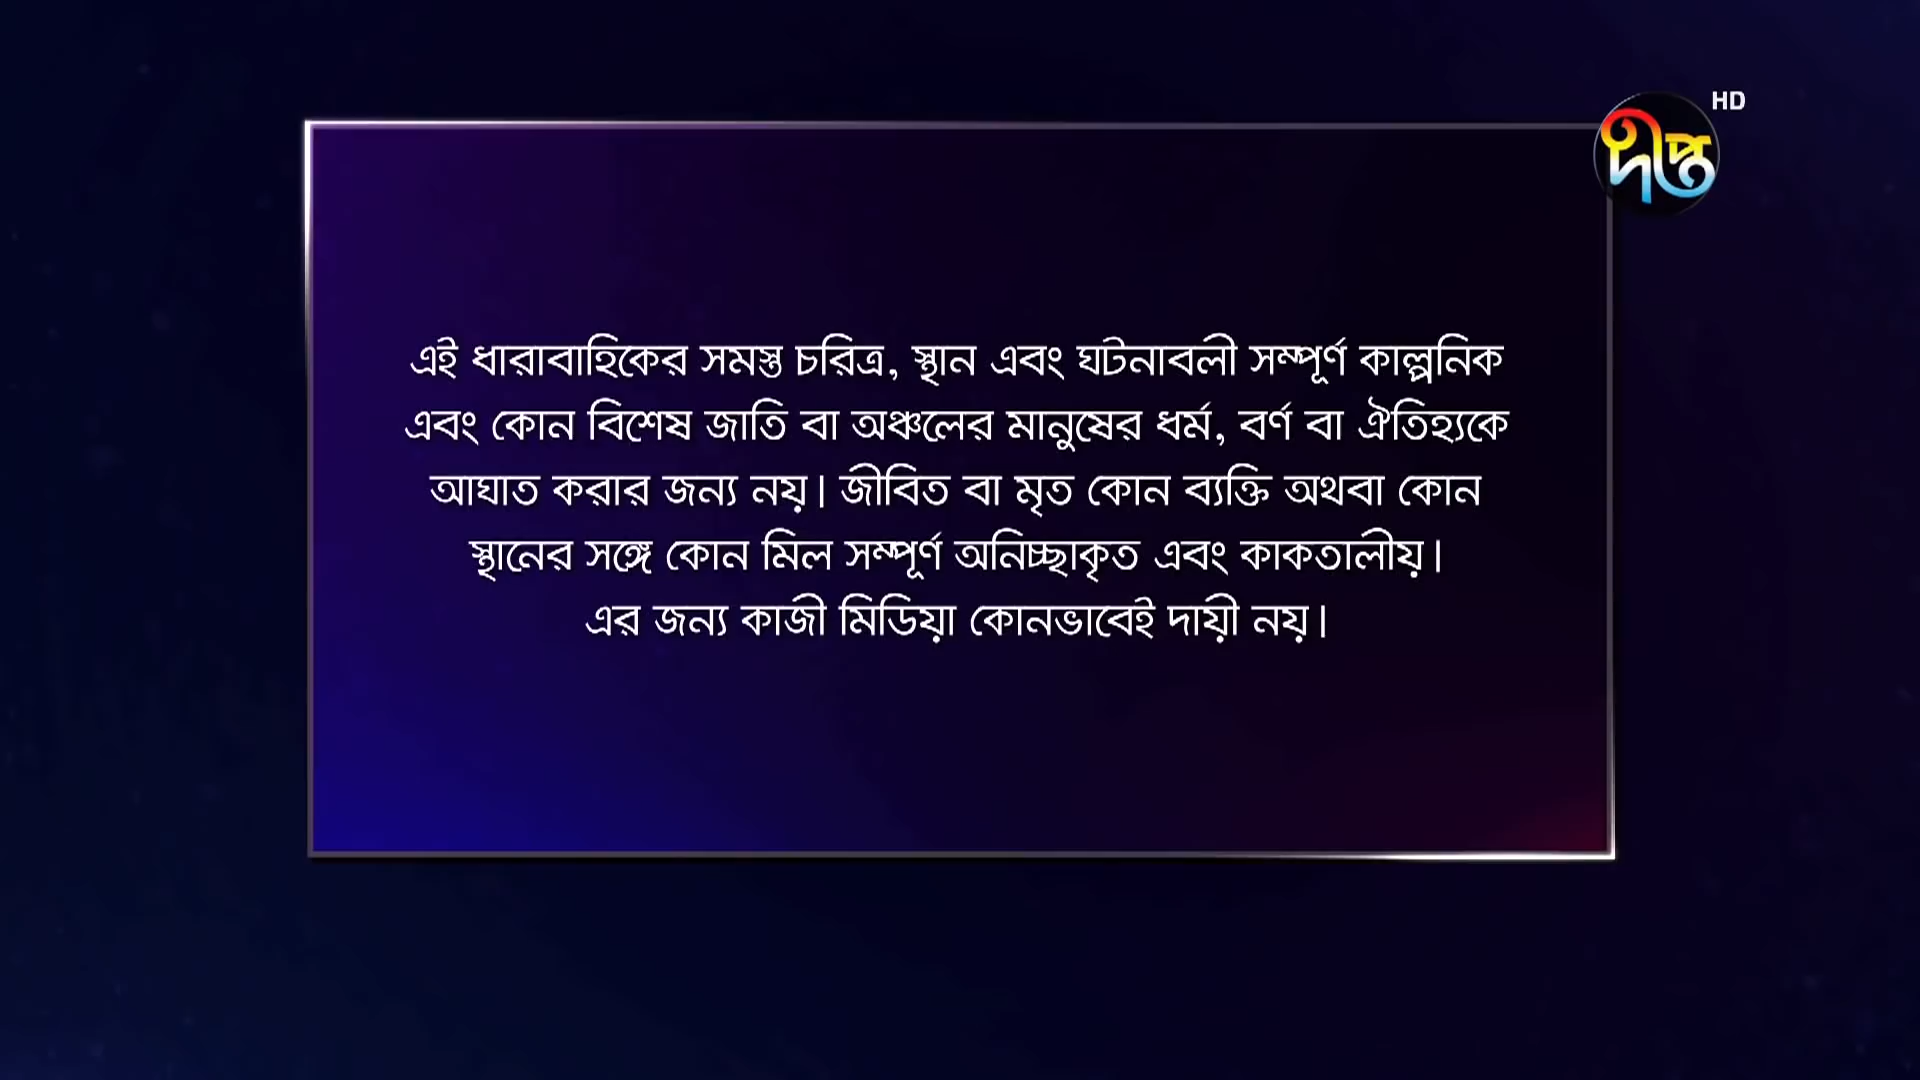 HD
দীপ্ত
এই ধারাবাহিকের সমস্ত চরিত্র, স্থান এবং ঘটনাবলী সম্পূর্ণ কাল্পনিক
এবং কোন বিশেষ জাতি বা অঞ্চলের মানুষের ধর্ম, বর্ণ বা ঐতিহ্যকে
আঘাত করার জন্য নয়। জীবিত বা মৃত কোন ব্যক্তি অথবা কোন
স্থানের সঙ্গে কোন মিল সম্পূর্ণ অনিচ্ছাকৃত এবং কাকতালীয়।
এর জন্য কাজী মিডিয়া কোনভাবেই দায়ী নয়।